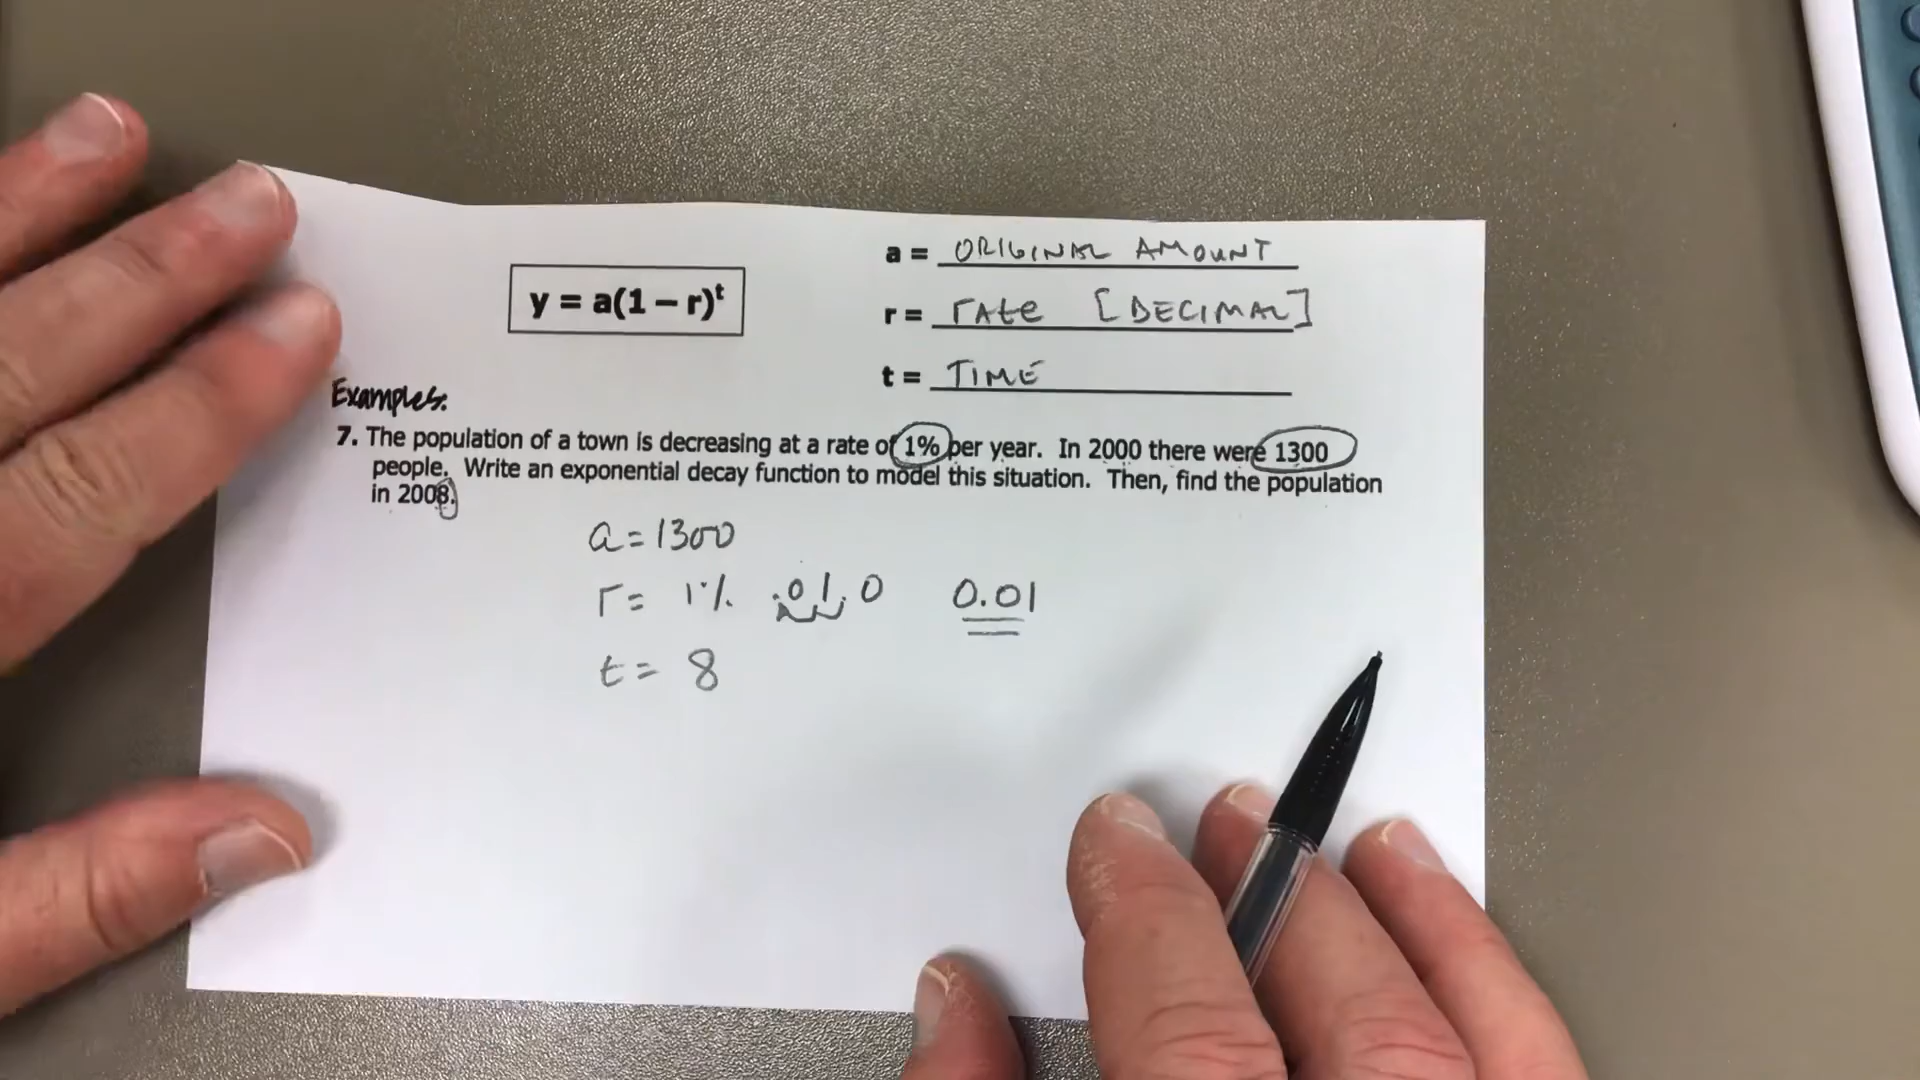 a = ORIGINAL AMOUNT
y = a(1 – r)^t
r = rate [DECIMAL]
t = TIME
Examples:
7. The population of a town is decreasing at a rate of 1% per year. In 2000 there were 1300
people. Write an exponential decay function to model this situation. Then, find the population
in 2008.
a = 1300
r = 1% .01.0 0.01
t = 8